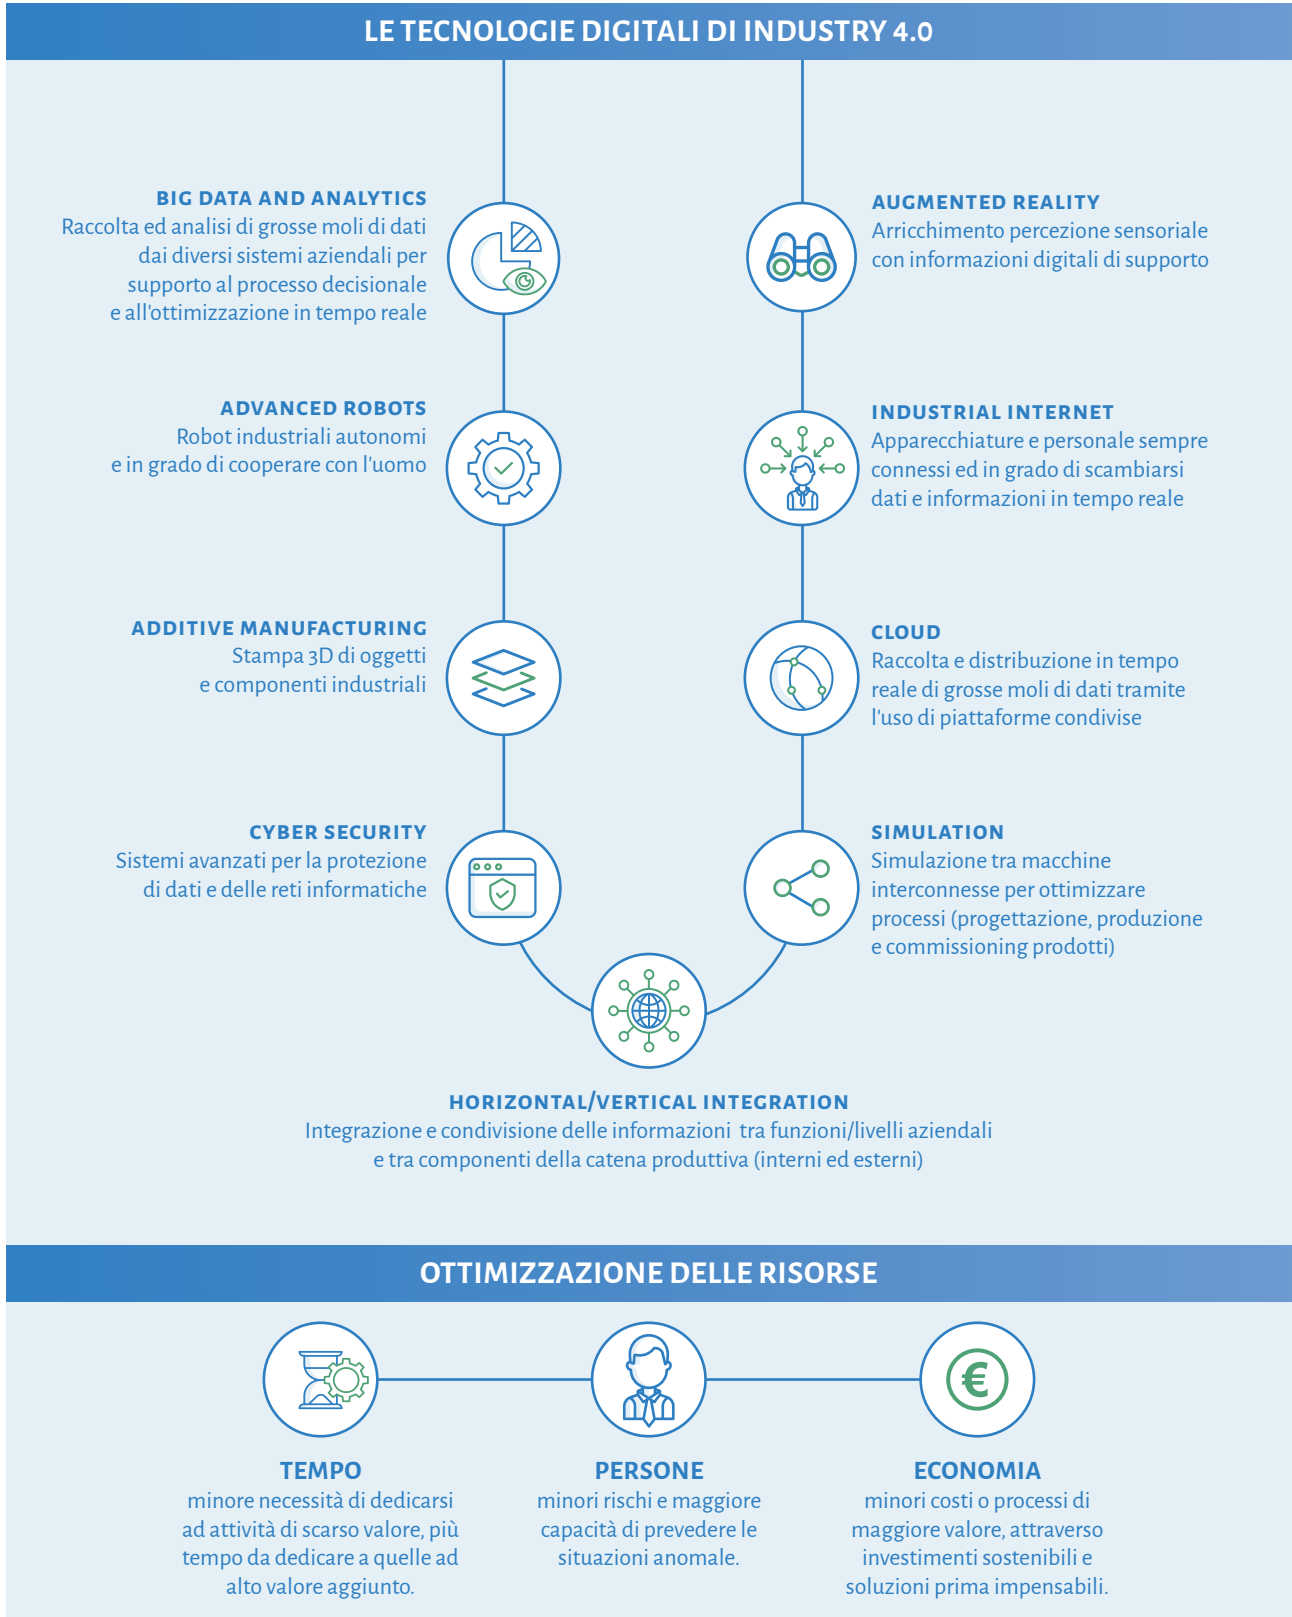 LE TECNOLOGIE DIGITALI DI INDUSTRY 4.0
BIG DATA AND ANALYTICS
Raccolta ed analisi di grosse moli di dati
dai diversi sistemi aziendali per
supporto al processo decisionale
e all'ottimizzazione in tempo reale
AUGMENTED REALITY
Arricchimento percezione sensoriale
con informazioni digitali di supporto
ADVANCED ROBOTS
Robot industriali autonomi
e in grado di cooperare con l'uomo
INDUSTRIAL INTERNET
Apparecchiature e personale sempre
connessi ed in grado di scambiarsi
dati e informazioni in tempo reale
ADDITIVE MANUFACTURING
Stampa 3D di oggetti
e componenti industriali
CLOUD
Raccolta e distribuzione in tempo
reale di grosse moli di dati tramite
l'uso di piattaforme condivise
CYBER SECURITY
Sistemi avanzati per la protezione
di dati e delle reti informatiche
SIMULATION
Simulazione tra macchine
interconnesse per ottimizzare
processi (progettazione, produzione
e commissioning prodotti)
HORIZONTAL/VERTICAL INTEGRATION
Integrazione e condivisione delle informazioni tra funzioni/livelli aziendali
e tra componenti della catena produttiva (interni ed esterni)
OTTIMIZZAZIONE DELLE RISORSE
€
TEMPO
minore necessità di dedicarsi
ad attività di scarso valore, più
tempo da dedicare a quelle ad
alto valore aggiunto.
PERSONE
minori rischi e maggiore
capacità di prevedere le
situazioni anomale.
ECONOMIA
minori costi o processi di
maggiore valore, attraverso
investimenti sostenibili e
soluzioni prima impensabili.